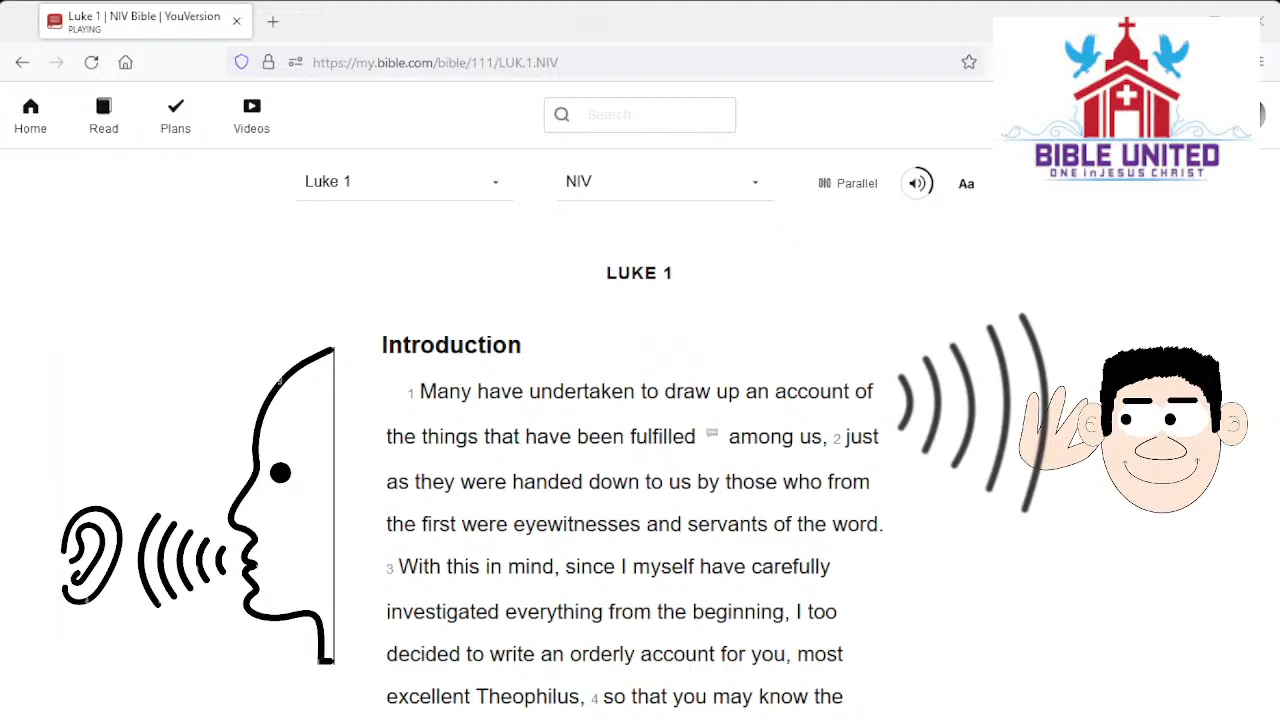 Luke 1 | NIV Bible | YouVersion
PLAYING
https://my.bible.com/bible/111/LUK.1.NIV
Home
Read
Plans
Videos
Search
BIBLE UNITED
ONE in JESUS CHRIST
Luke 1
NIV
Parallel
Aa
LUKE 1
Introduction
1 Many have undertaken to draw up an account of
the things that have been fulfilled among us, 2 just
as they were handed down to us by those who from
the first were eyewitnesses and servants of the word.
3 With this in mind, since I myself have carefully
investigated everything from the beginning, I too
decided to write an orderly account for you, most
excellent Theophilus, 4 so that you may know the